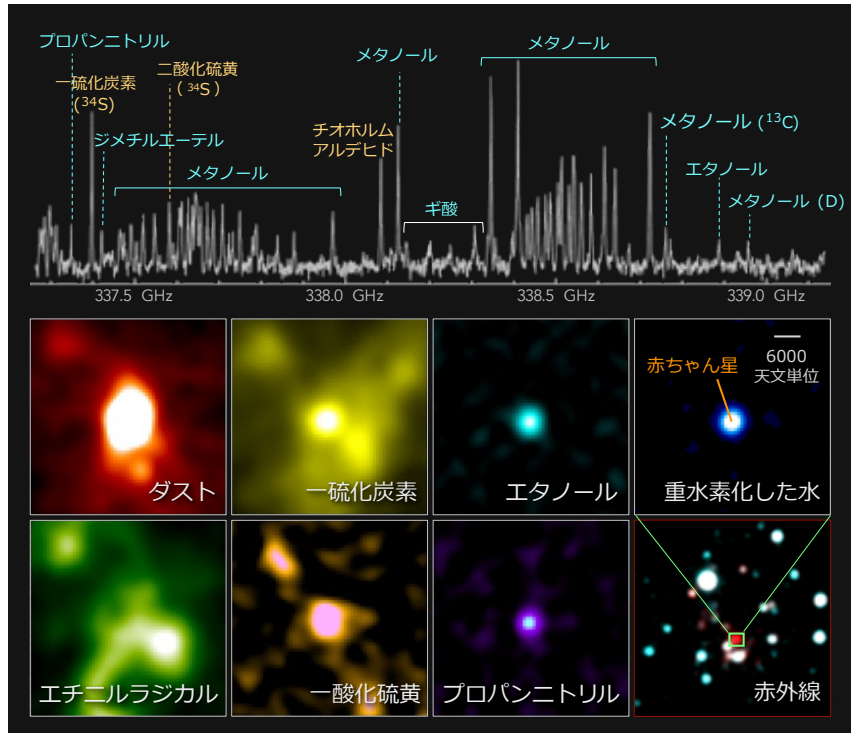 プロパンニトリル
一硫化炭素
(³⁴S)
二酸化硫黄
(³⁴S)
ジメチルエーテル
メタノール
チオホルム
アルデヒド
メタノール
ギ酸
メタノール
メタノール (¹³C)
エタノール
メタノール (D)
337.5 GHz
338.0 GHz
338.5 GHz
339.0 GHz
ダスト
一硫化炭素
エタノール
赤ちゃん星
6000
天文単位
重水素化した水
エチニルラジカル
一酸化硫黄
プロパンニトリル
赤外線